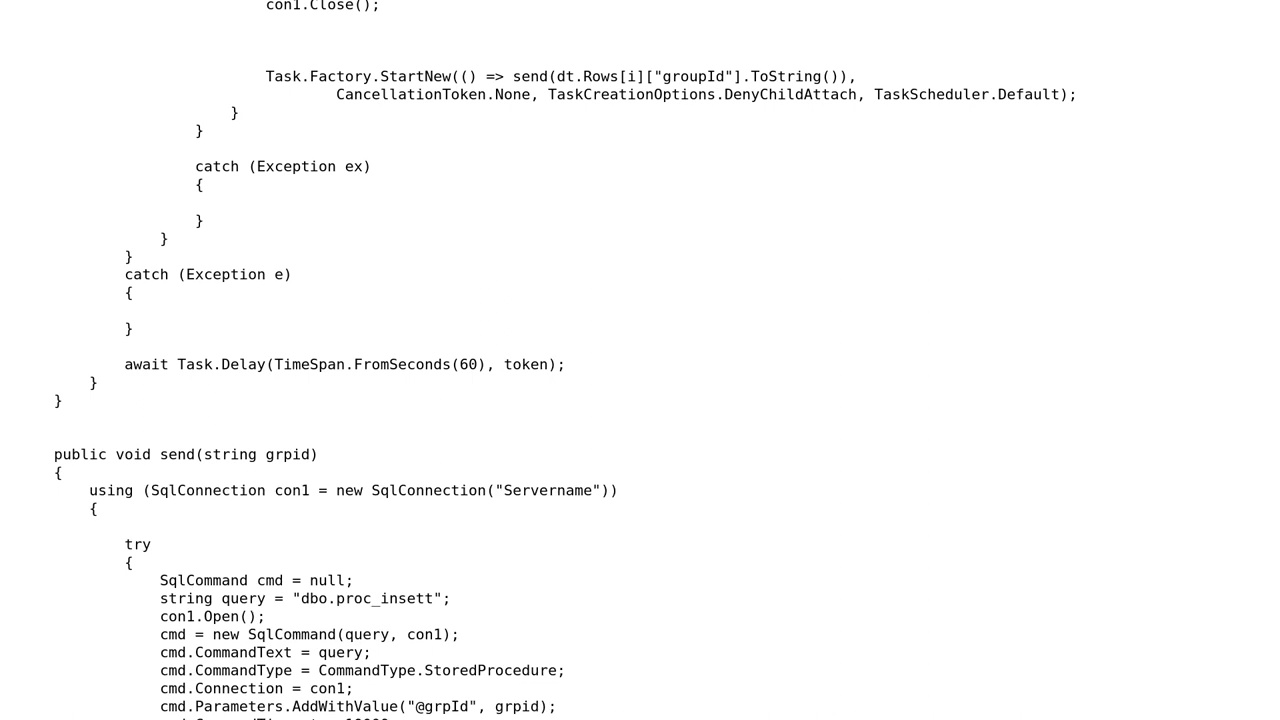 con1.Close();
Task.Factory.StartNew(() => send(dt.Rows[i]["groupId"].ToString()),
CancellationToken.None, TaskCreationOptions.DenyChildAttach, TaskScheduler.Default);
}
}
catch (Exception ex)
{
}
}
}
catch (Exception e)
{
}
await Task.Delay(TimeSpan.FromSeconds(60), token);
}
}
public void send(string grpid)
{
using (SqlConnection con1 = new SqlConnection("Servername"))
{
try
{
SqlCommand cmd = null;
string query = "dbo.proc_insett";
con1.Open();
cmd = new SqlCommand(query, con1);
cmd.CommandText = query;
cmd.CommandType = CommandType.StoredProcedure;
cmd.Connection = con1;
cmd.Parameters.AddWithValue("@grpId", grpid);